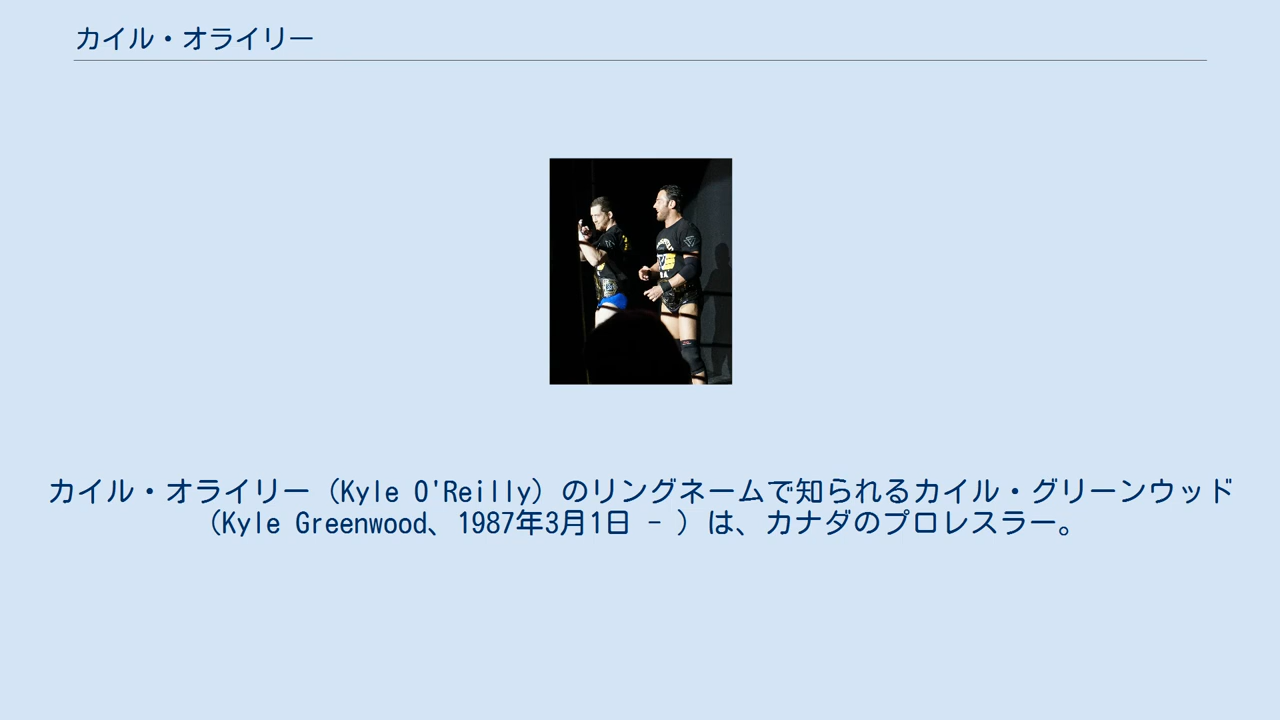 カイル・オライリー
カイル・オライリー（Kyle O'Reilly）のリングネームで知られるカイル・グリーンウッド
（Kyle Greenwood、1987年3月1日 - ）は、カナダのプロレスラー。